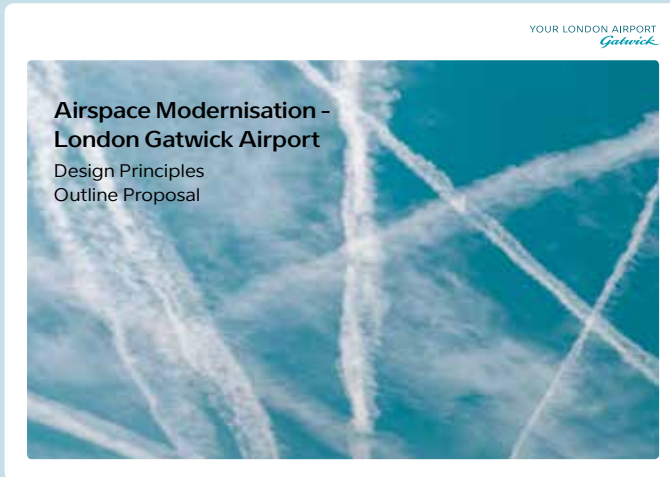 YOUR LONDON AIRPORT
Gatwick
Airspace Modernisation –
London Gatwick Airport
Design Principles
Outline Proposal